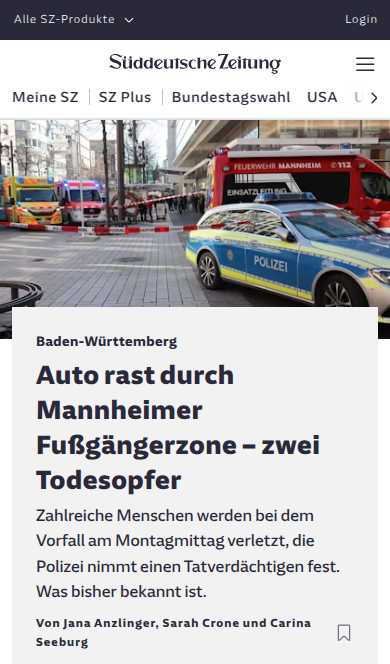 Alle SZ-Produkte Login
Süddeutsche Zeitung
Meine SZ SZ Plus Bundestagswahl USA
FEUERWEHR MANNHEIM 112
EINSATZLEITUNG
POLIZEI
Baden-Württemberg
Auto rast durch
Mannheimer
Fußgängerzone – zwei
Todesopfer
Zahlreiche Menschen werden bei dem
Vorfall am Montagmittag verletzt, die
Polizei nimmt einen Tatverdächtigen fest.
Was bisher bekannt ist.
Von Jana Anzlinger, Sarah Crone und Carina
Seeburg